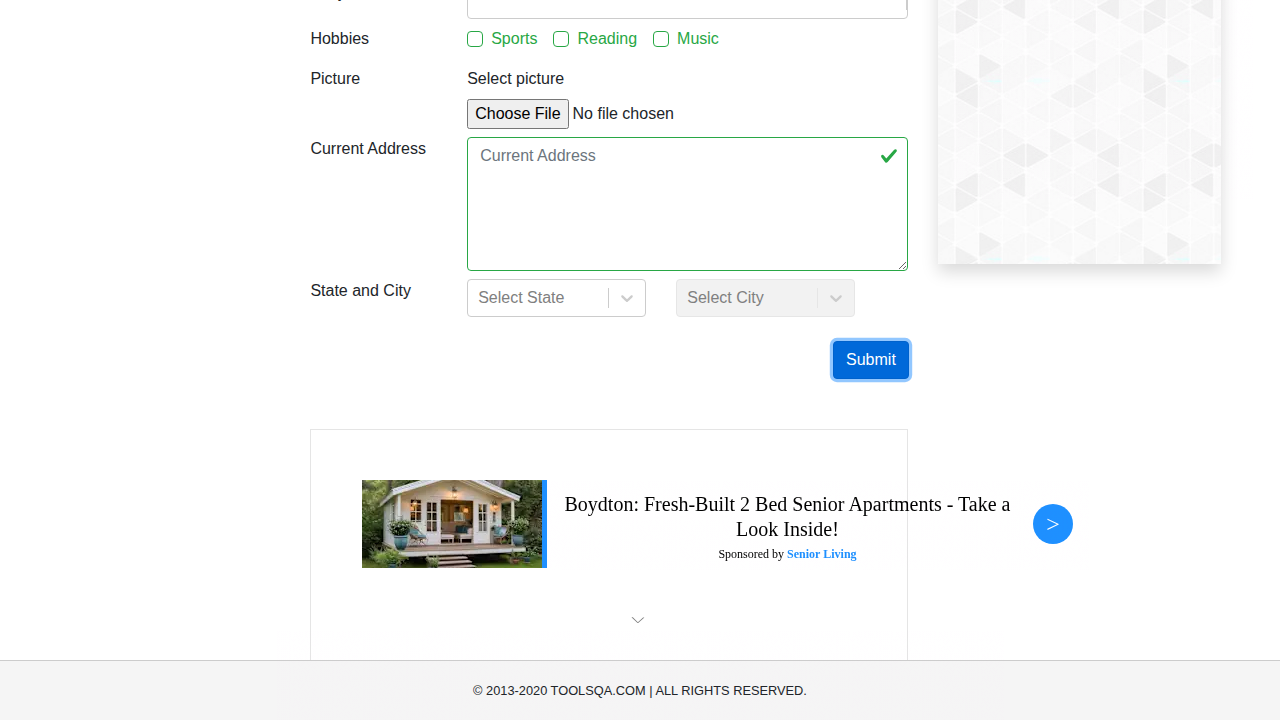 Hobbies
Sports Reading Music
Picture
Select picture
Choose File No file chosen
Current Address
Current Address
State and City
Select State
Select City
Submit
Boydton: Fresh-Built 2 Bed Senior Apartments - Take a
Look Inside!
Sponsored by Senior Living
>
© 2013-2020 TOOLSQA.COM | ALL RIGHTS RESERVED.